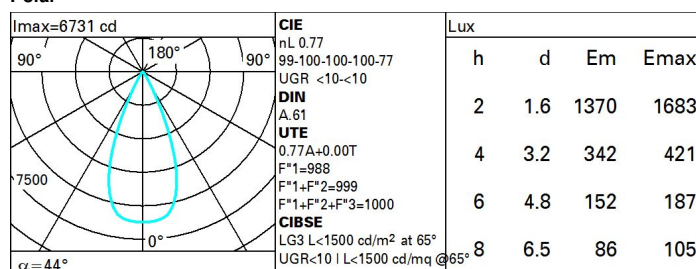 Imax=6731 cd
90°
180°
90°
7500
0°
α=44°
CIE
nL 0.77
99-100-100-100-77
UGR <10-<10
DIN
A.61
UTE
0.77A+0.00T
F"1=988
F"1+F"2=999
F"1+F"2+F"3=1000
CIBSE
LG3 L<1500 cd/m² at 65°
UGR<10 | L<1500 cd/mq @65°
Lux
h d Em Emax
2 1.6 1370 1683
4 3.2 342 421
6 4.8 152 187
8 6.5 86 105